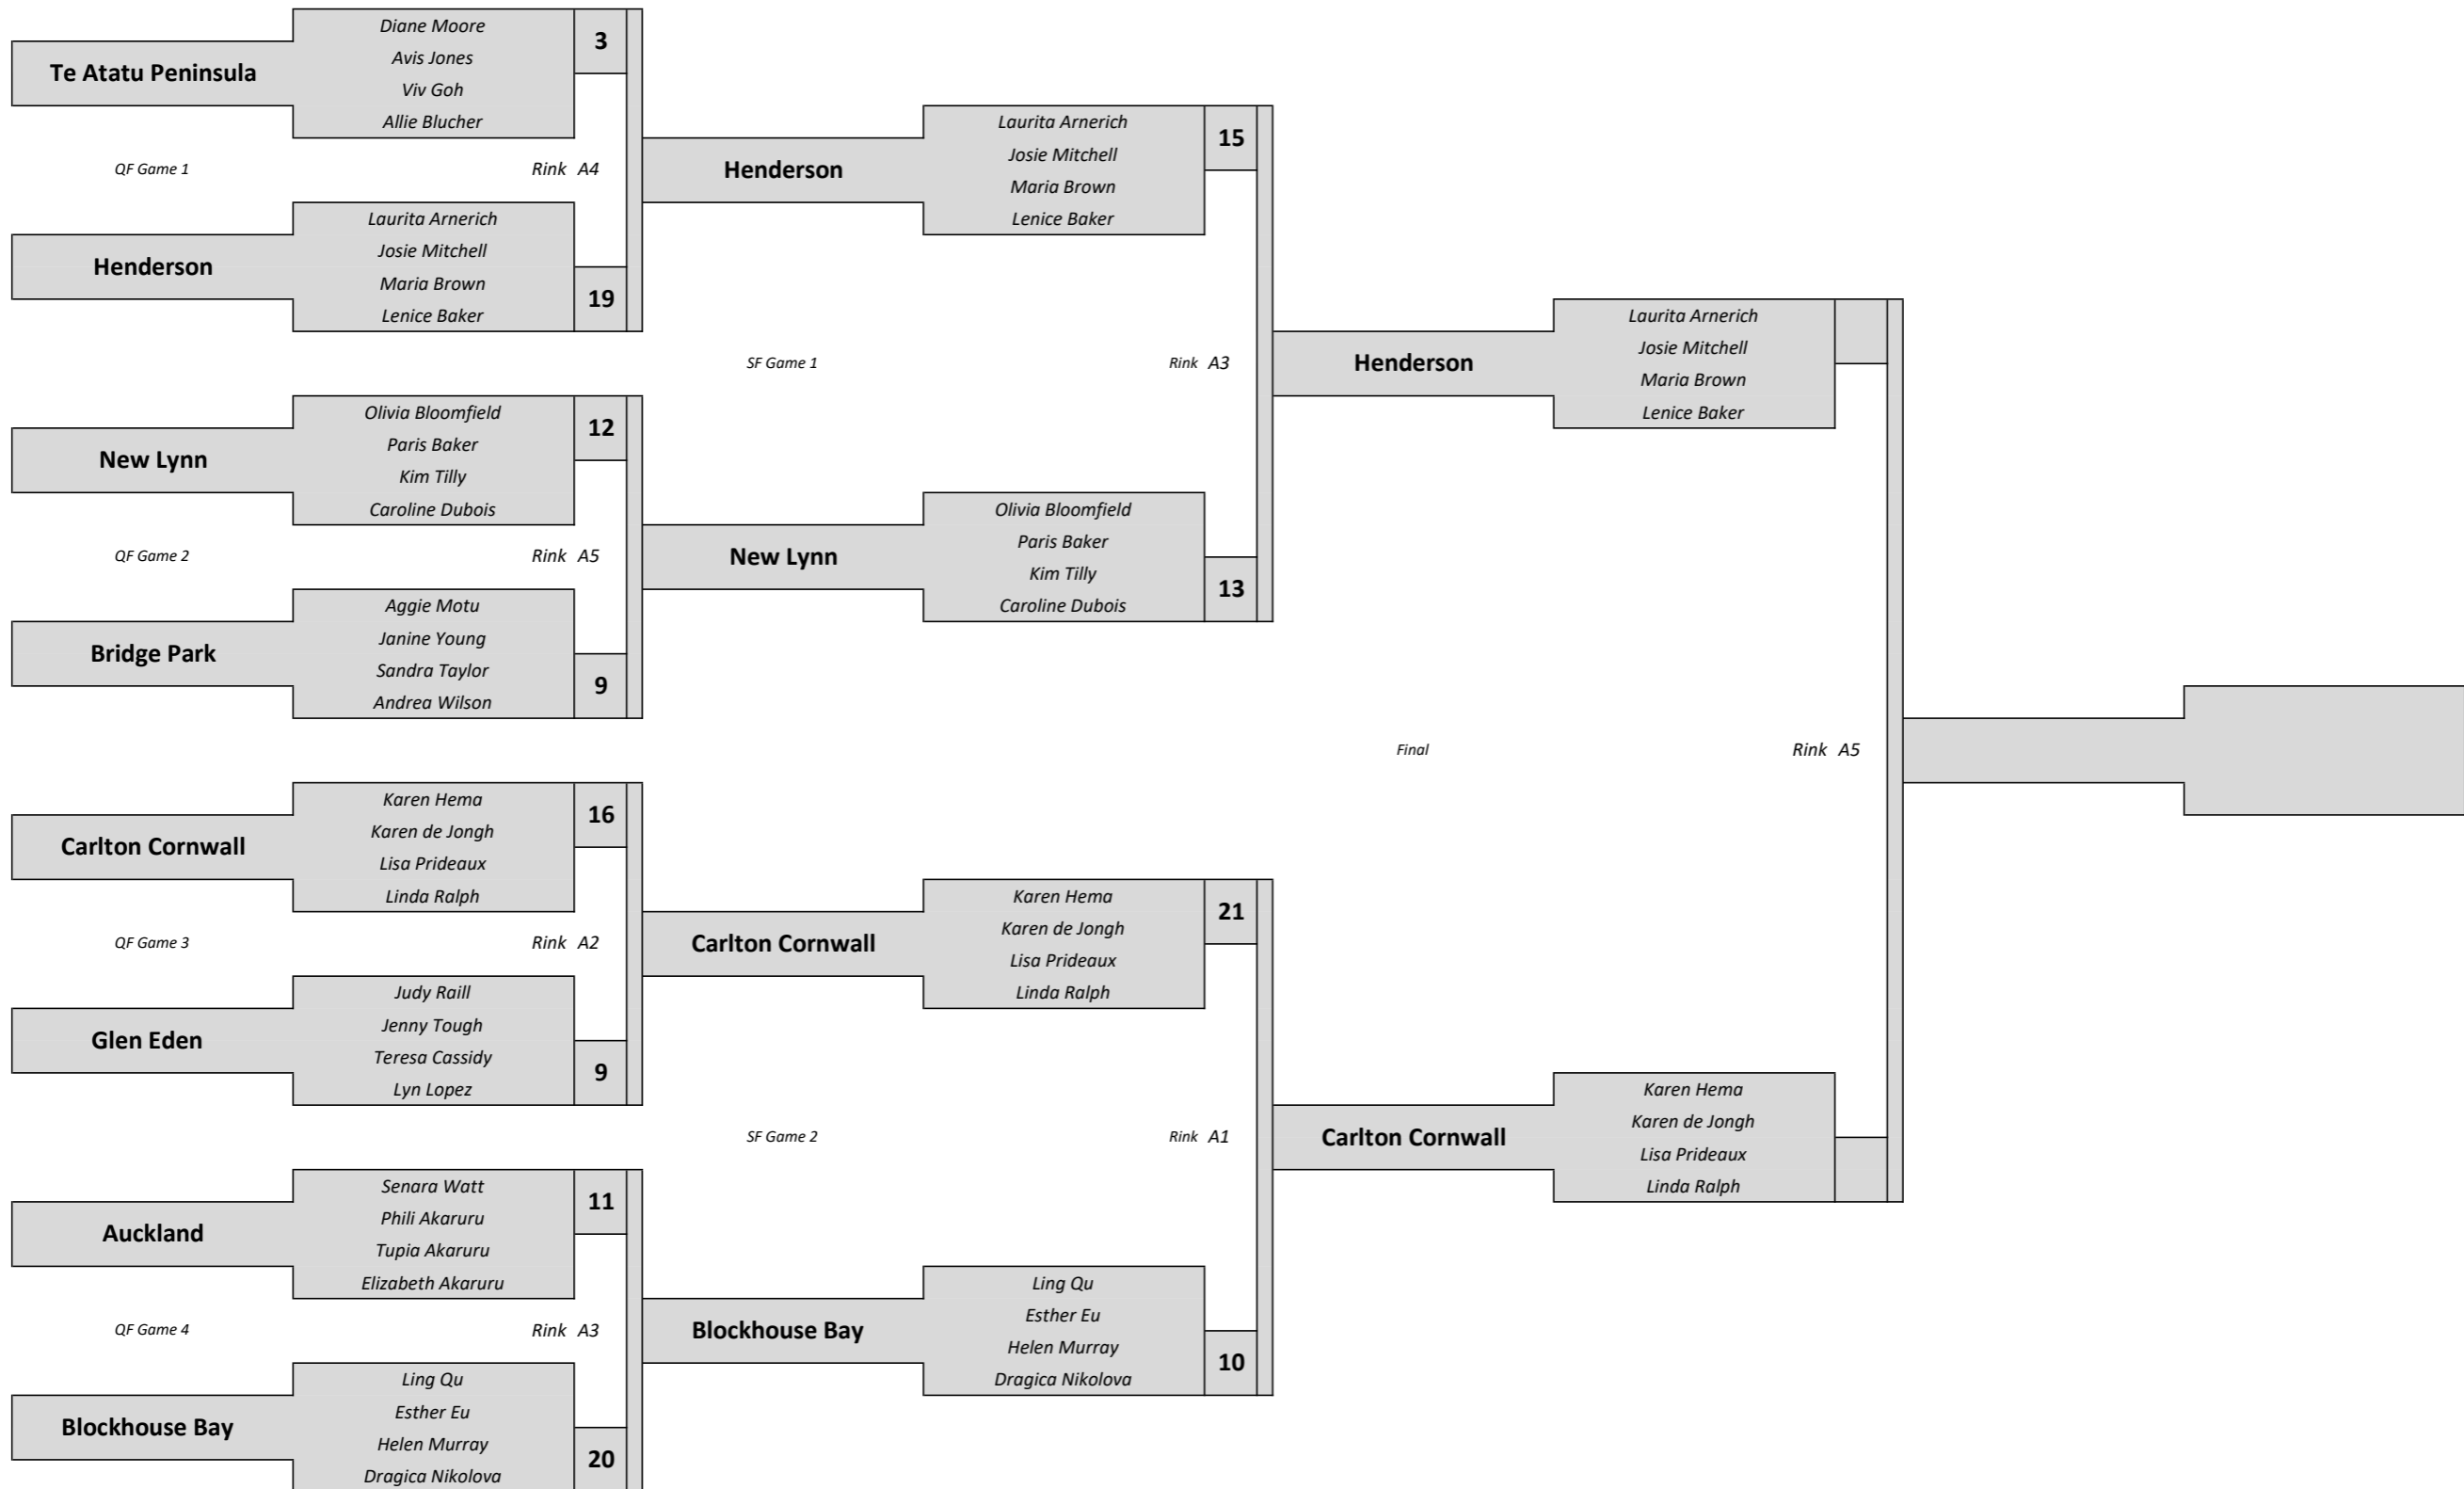 Te Atatu Peninsula
Diane Moore
Avis Jones
Viv Goh
Allie Blucher
3
QF Game 1
Rink A4
Henderson
Laurita Arnerich
Josie Mitchell
Maria Brown
Lenice Baker
19
New Lynn
Olivia Bloomfield
Paris Baker
Kim Tilly
Caroline Dubois
12
QF Game 2
Rink A5
Bridge Park
Aggie Motu
Janine Young
Sandra Taylor
Andrea Wilson
9
Carlton Cornwall
Karen Hema
Karen de Jongh
Lisa Prideaux
Linda Ralph
16
QF Game 3
Rink A2
Glen Eden
Judy Raill
Jenny Tough
Teresa Cassidy
Lyn Lopez
9
Auckland
Senara Watt
Phili Akaruru
Tupia Akaruru
Elizabeth Akaruru
11
QF Game 4
Rink A3
Blockhouse Bay
Ling Qu
Esther Eu
Helen Murray
Dragica Nikolova
20
Henderson
Laurita Arnerich
Josie Mitchell
Maria Brown
Lenice Baker
15
SF Game 1
Rink A3
New Lynn
Olivia Bloomfield
Paris Baker
Kim Tilly
Caroline Dubois
13
Carlton Cornwall
Karen Hema
Karen de Jongh
Lisa Prideaux
Linda Ralph
21
SF Game 2
Rink A1
Blockhouse Bay
Ling Qu
Esther Eu
Helen Murray
Dragica Nikolova
10
Henderson
Laurita Arnerich
Josie Mitchell
Maria Brown
Lenice Baker
Final
Rink A5
Carlton Cornwall
Karen Hema
Karen de Jongh
Lisa Prideaux
Linda Ralph